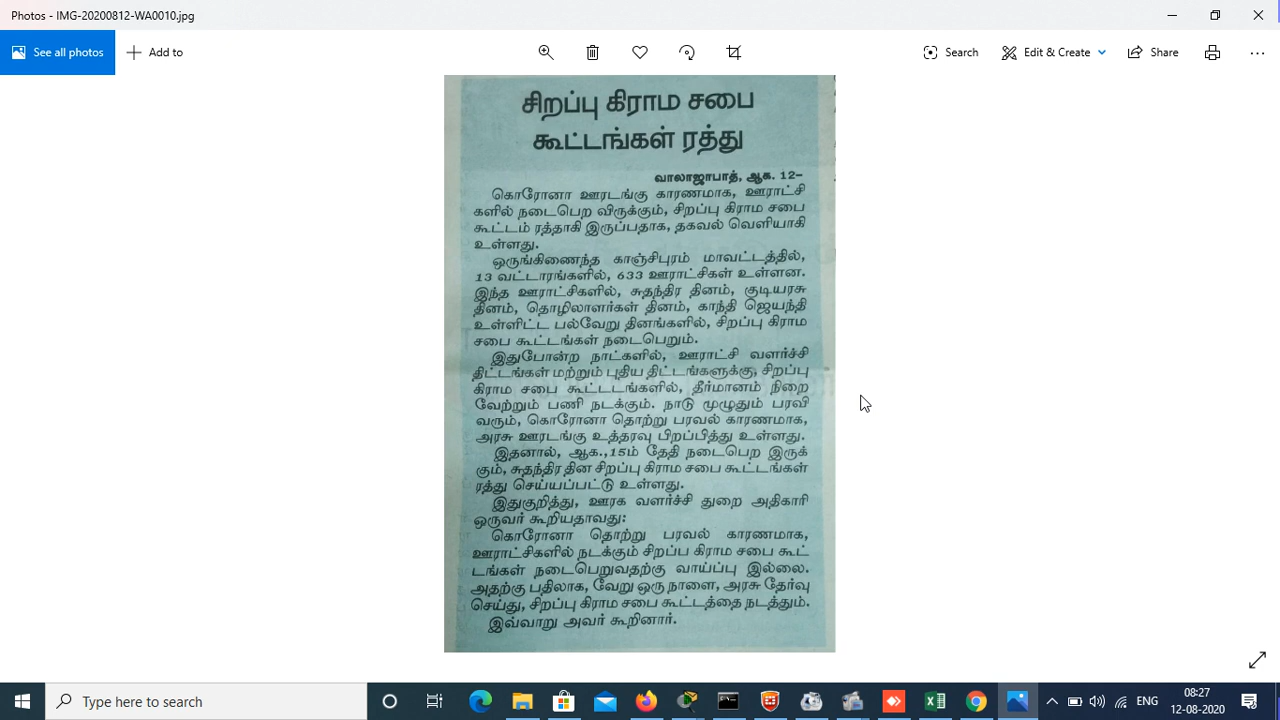 Photos - IMG-20200812-WA0010.jpg
See all photos
Add to
Search
Edit & Create
Share
சிறப்பு கிராம சபை
கூட்டங்கள் ரத்து
வாலாஜாபாத், ஆக. 12–
கொரோனா ஊரடங்கு காரணமாக, ஊராட்சி
களில் நடைபெற விருக்கும், சிறப்பு கிராம சபை
கூட்டம் ரத்தாகி இருப்பதாக, தகவல் வெளியாகி
உள்ளது.
ஒருங்கிணைந்த காஞ்சிபுரம் மாவட்டத்தில்,
13 வட்டாரங்களில், 633 ஊராட்சிகள் உள்ளன.
இந்த ஊராட்சிகளில், சுதந்திர தினம், குடியரசு
தினம், தொழிலாளர்கள் தினம், காந்தி ஜெயந்தி
உள்ளிட்ட பல்வேறு தினங்களில், சிறப்பு கிராம
சபை கூட்டங்கள் நடைபெறும்.
இதுபோன்ற நாட்களில், ஊராட்சி வளர்ச்சி
திட்டங்கள் மற்றும் புதிய திட்டங்களுக்கு, சிறப்பு
கிராம சபை கூட்டடங்களில், தீர்மானம் நிறை
வேற்றும் பணி நடக்கும். நாடு முழுதும் பரவி
வரும், கொரோனா தொற்று பரவல் காரணமாக,
அரசு ஊரடங்கு உத்தரவு பிறப்பித்து உள்ளது.
இதனால், ஆக.,15ம் தேதி நடைபெற இருக்
கும், சுதந்திர தின சிறப்பு கிராம சபை கூட்டங்கள்
ரத்து செய்யப்பட்டு உள்ளது.
இதுகுறித்து, ஊரக வளர்ச்சி துறை அதிகாரி
ஒருவர் கூறியதாவது:
கொரோனா தொற்று பரவல் காரணமாக,
ஊராட்சிகளில் நடக்கும் சிறப்ப கிராம சபை கூட்
டங்கள் நடைபெறுவதற்கு வாய்ப்பு இல்லை.
அதற்கு பதிலாக, வேறு ஒரு நாளை, அரசு தேர்வு
செய்து, சிறப்பு கிராம சபை கூட்டத்தை நடத்தும்.
இவ்வாறு அவர் கூறினார்.
Type here to search
ENG
08:27
12-08-2020